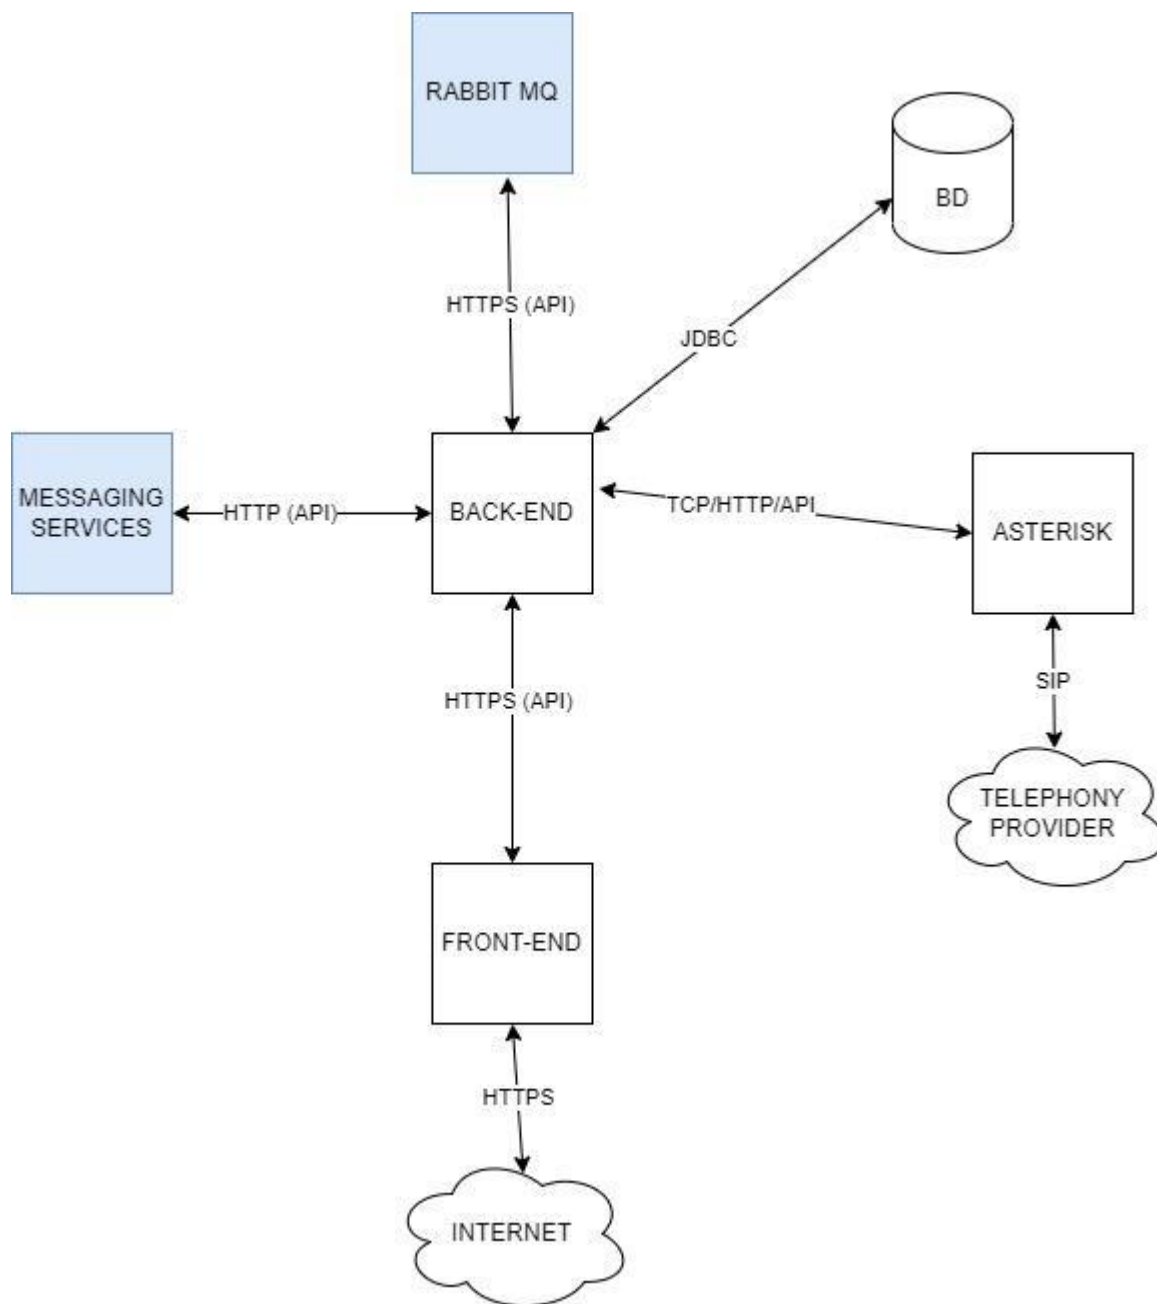 RABBIT MQ
BD
HTTPS (API)
JDBC
MESSAGING
SERVICES
HTTP (API)
BACK-END
TCP/HTTP/API
ASTERISK
HTTPS (API)
SIP
TELEPHONY
PROVIDER
FRONT-END
HTTPS
INTERNET